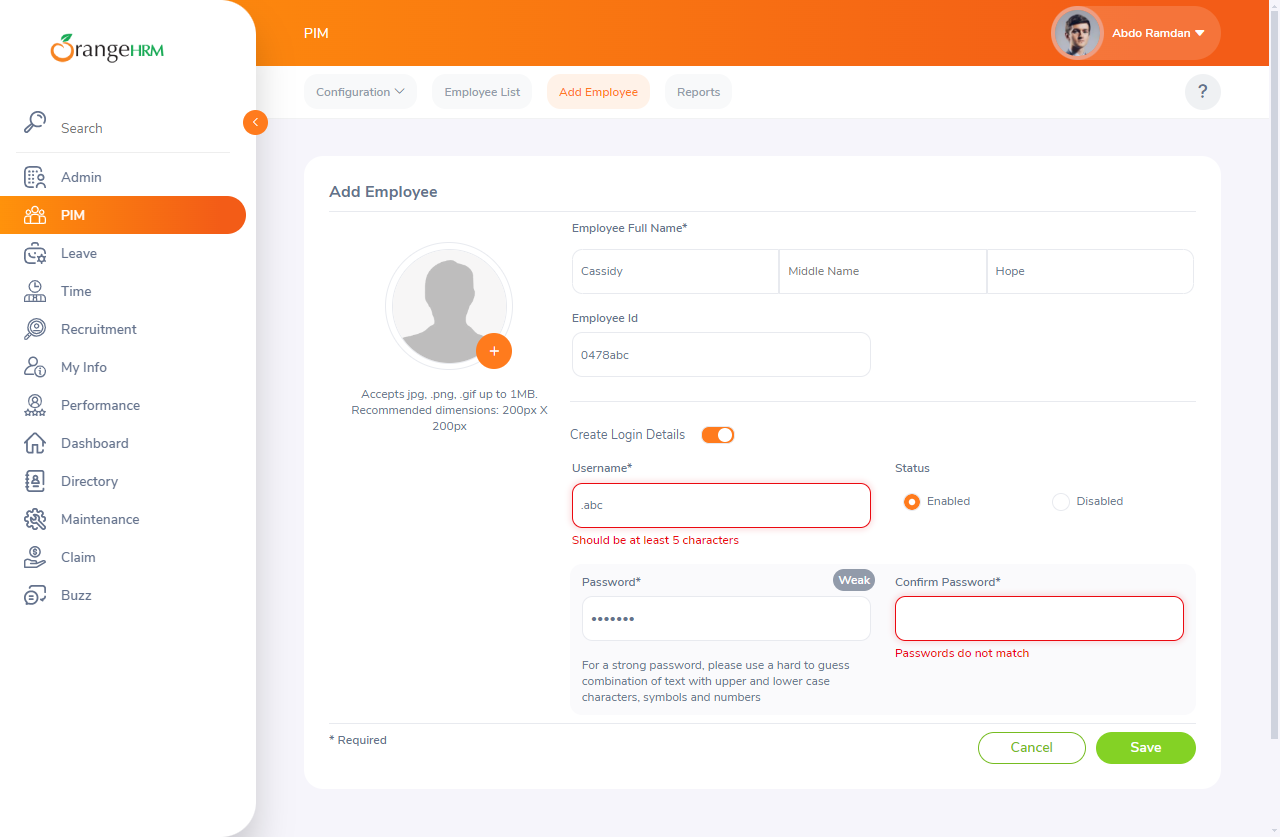 OrangeHRM
PIM
Abdo Ramdan
Configuration
Employee List
Add Employee
Reports
?
Search
Admin
PIM
Leave
Time
Recruitment
My Info
Performance
Dashboard
Directory
Maintenance
Claim
Buzz
Add Employee
Accepts jpg, .png, .gif up to 1MB.
Recommended dimensions: 200px X
200px
Employee Full Name*
Cassidy
Middle Name
Hope
Employee Id
0478abc
Create Login Details
Username*
.abc
Should be at least 5 characters
Status
Enabled
Disabled
Password*
Weak
•••••••
For a strong password, please use a hard to guess
combination of text with upper and lower case
characters, symbols and numbers
Confirm Password*
Passwords do not match
* Required
Cancel
Save